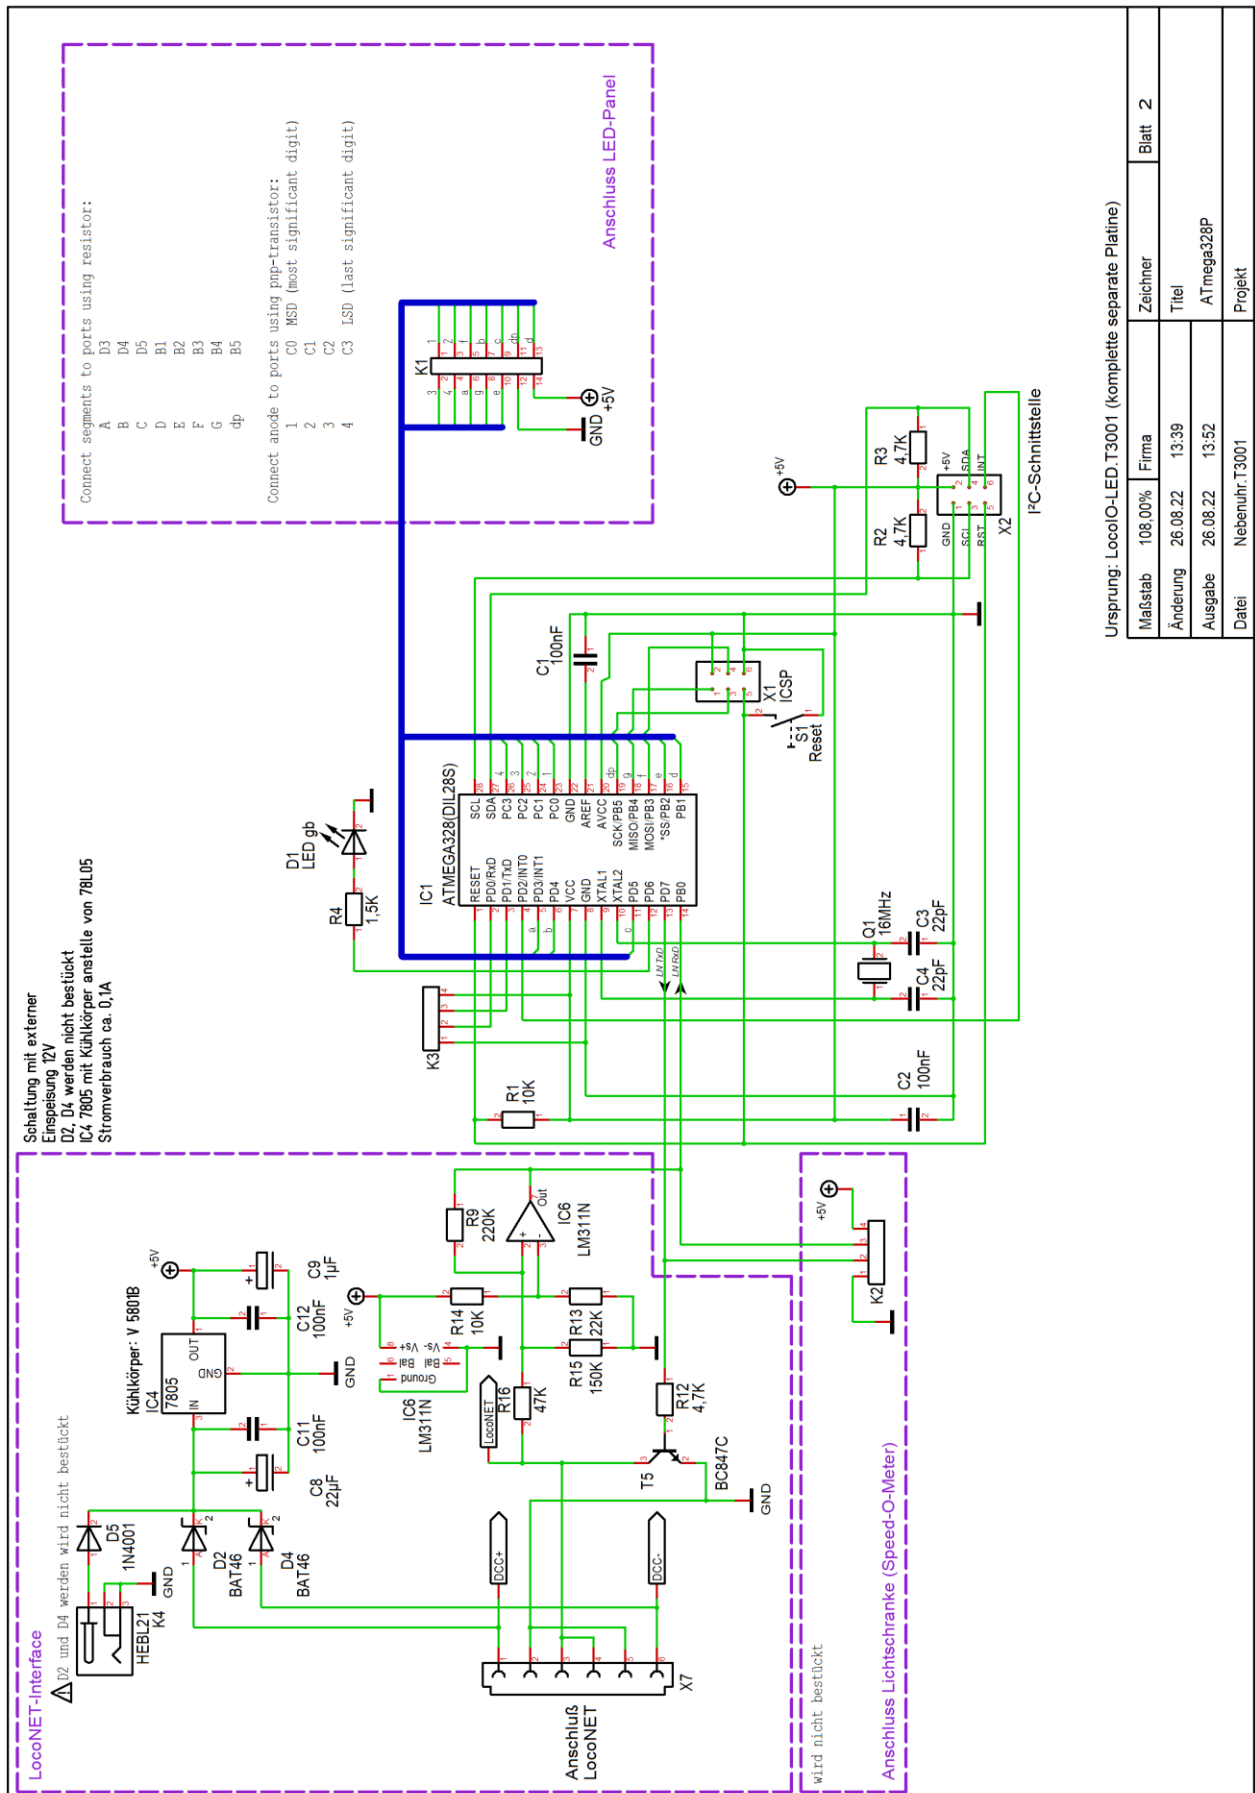 LocoNET-Interface
D2 und D4 werden wird nicht bestückt
HEBL21
K4
1
2
3
GND
D5
1N4001
D2
BAT46
D4
BAT46
1
A
K
2
1
A
K
2
C8
22µF
C11
100nF
Kühlkörper: V 5801B
IC4
7805
IN
OUT
GND
GND
C12
100nF
C9
1µF
+5V
+5V
IC6
LM311N
Ground
Bal
Bal
Vs+
Vs-
R14
10K
R9
220K
Out
IC6
LM311N
R13
22K
R15
150K
R16
47K
LocoNET
R12
4,7K
T5
BC847C
GND
DCC+
DCC-
X7
Anschluß
LocoNET
wird nicht bestückt
Anschluss Lichtschranke (Speed-O-Meter)
K2
+5V
Schaltung mit externer
Einspeisung 12V
D2, D4 werden nicht bestückt
IC4 7805 mit Kühlkörper anstelle von 78L05
Stromverbrauch ca. 0,1A
R1
10K
K3
C2
100nF
R4
1,5K
D1
LED gb
IC1
ATMEGA328(DIL28S)
RESET
PD0/RxD
PD1/TxD
PD2/INT0
PD3/INT1
PD4
VCC
GND
XTAL1
XTAL2
PD5
PD6
PD7
PB0
SCL
SDA
PC3
PC2
PC1
PC0
GND
AREF
AVCC
SCK/PB5
MISO/PB4
MOSI/PB3
*SS/PB2
PB1
LN TxD
LN RxD
Q1
16MHz
C4
22pF
C3
22pF
C1
100nF
X1
ICSP
S1
Reset
R2
4,7K
R3
4,7K
+5V
GND
SCL
RST
+5V
SDA
INT
X2
I²C-Schnittstelle
K1
GND
+5V
Connect segments to ports using resistor:
A D3
B D4
C D5
D B1
E B2
F B3
G B4
dp B5
Connect anode to ports using pnp-transistor:
1 C0 MSD (most significant digit)
2 C1
3 C2
4 C3 LSD (last significant digit)
Anschluss LED-Panel
Ursprung: LocoIO-LED.T3001 (komplette separate Platine)
Maßstab 108,00% Firma Zeichner Blatt 2
Änderung 26.08.22 13:39 Titel
Ausgabe 26.08.22 13:52 ATmega328P
Datei Nebenuhr.T3001 Projekt